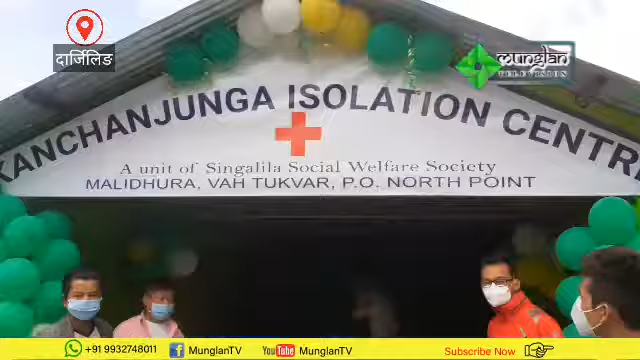 दार्जिलिङ
munglan
TELEVISION
KANCHANJUNGA ISOLATION CENTRE
A unit of Singalila Social Welfare Society
MALIDHURA, VAH TUKVAR, P.O. NORTH POINT
+91 9932748011 MunglanTV YouTube MunglanTV Subscribe Now